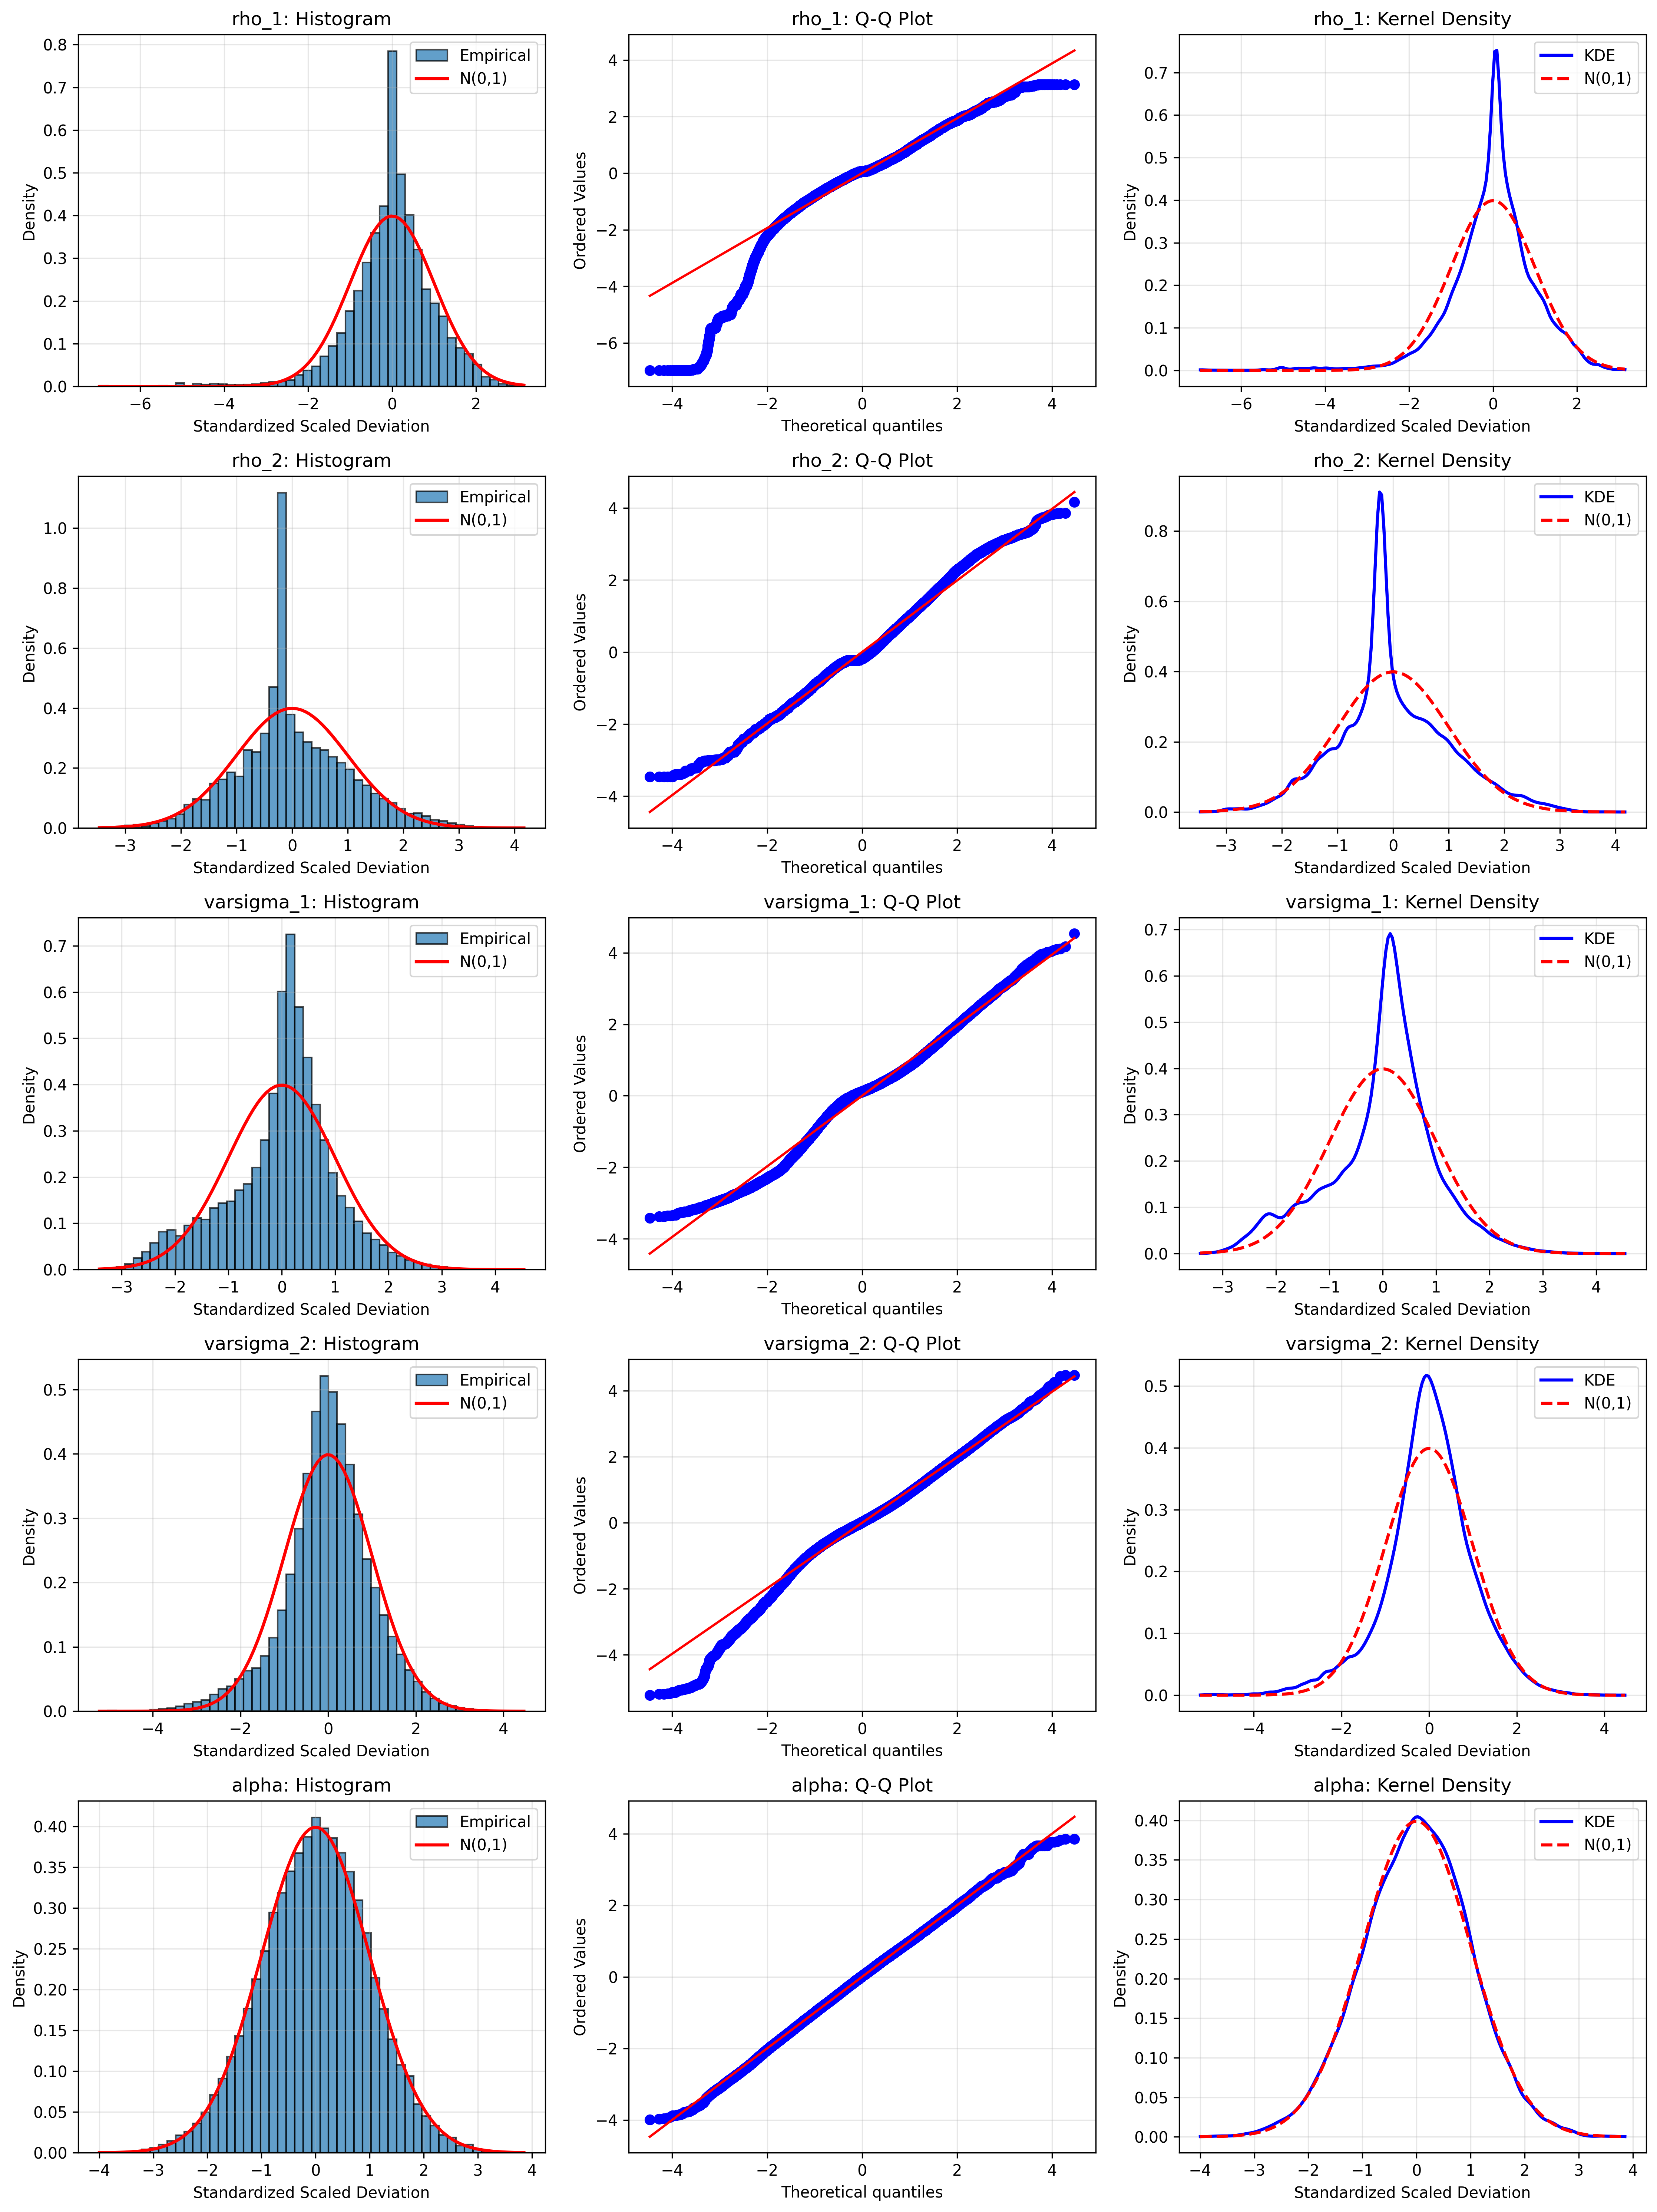 rho_1: Histogram
0.8
0.7
0.6
0.5
0.4
0.3
0.2
0.1
0.0
Density
Empirical
N(0,1)
−6 −4 −2 0 2
Standardized Scaled Deviation
rho_1: Q-Q Plot
4
2
0
−2
−4
−6
Ordered Values
−4 −2 0 2 4
Theoretical quantiles
rho_1: Kernel Density
0.7
0.6
0.5
0.4
0.3
0.2
0.1
0.0
Density
KDE
N(0,1)
−6 −4 −2 0 2
Standardized Scaled Deviation
rho_2: Histogram
1.0
0.8
0.6
0.4
0.2
0.0
Density
Empirical
N(0,1)
−3 −2 −1 0 1 2 3 4
Standardized Scaled Deviation
rho_2: Q-Q Plot
4
2
0
−2
−4
Ordered Values
−4 −2 0 2 4
Theoretical quantiles
rho_2: Kernel Density
0.8
0.6
0.4
0.2
0.0
Density
KDE
N(0,1)
−3 −2 −1 0 1 2 3 4
Standardized Scaled Deviation
varsigma_1: Histogram
0.7
0.6
0.5
0.4
0.3
0.2
0.1
0.0
Density
Empirical
N(0,1)
−3 −2 −1 0 1 2 3 4
Standardized Scaled Deviation
varsigma_1: Q-Q Plot
4
2
0
−2
−4
Ordered Values
−4 −2 0 2 4
Theoretical quantiles
varsigma_1: Kernel Density
0.7
0.6
0.5
0.4
0.3
0.2
0.1
0.0
Density
KDE
N(0,1)
−3 −2 −1 0 1 2 3 4
Standardized Scaled Deviation
varsigma_2: Histogram
0.5
0.4
0.3
0.2
0.1
0.0
Density
Empirical
N(0,1)
−4 −2 0 2 4
Standardized Scaled Deviation
varsigma_2: Q-Q Plot
4
2
0
−2
−4
Ordered Values
−4 −2 0 2 4
Theoretical quantiles
varsigma_2: Kernel Density
0.5
0.4
0.3
0.2
0.1
0.0
Density
KDE
N(0,1)
−4 −2 0 2 4
Standardized Scaled Deviation
alpha: Histogram
0.40
0.35
0.30
0.25
0.20
0.15
0.10
0.05
0.00
Density
Empirical
N(0,1)
−4 −3 −2 −1 0 1 2 3 4
Standardized Scaled Deviation
alpha: Q-Q Plot
4
2
0
−2
−4
Ordered Values
−4 −2 0 2 4
Theoretical quantiles
alpha: Kernel Density
0.40
0.35
0.30
0.25
0.20
0.15
0.10
0.05
0.00
Density
KDE
N(0,1)
−4 −3 −2 −1 0 1 2 3 4
Standardized Scaled Deviation